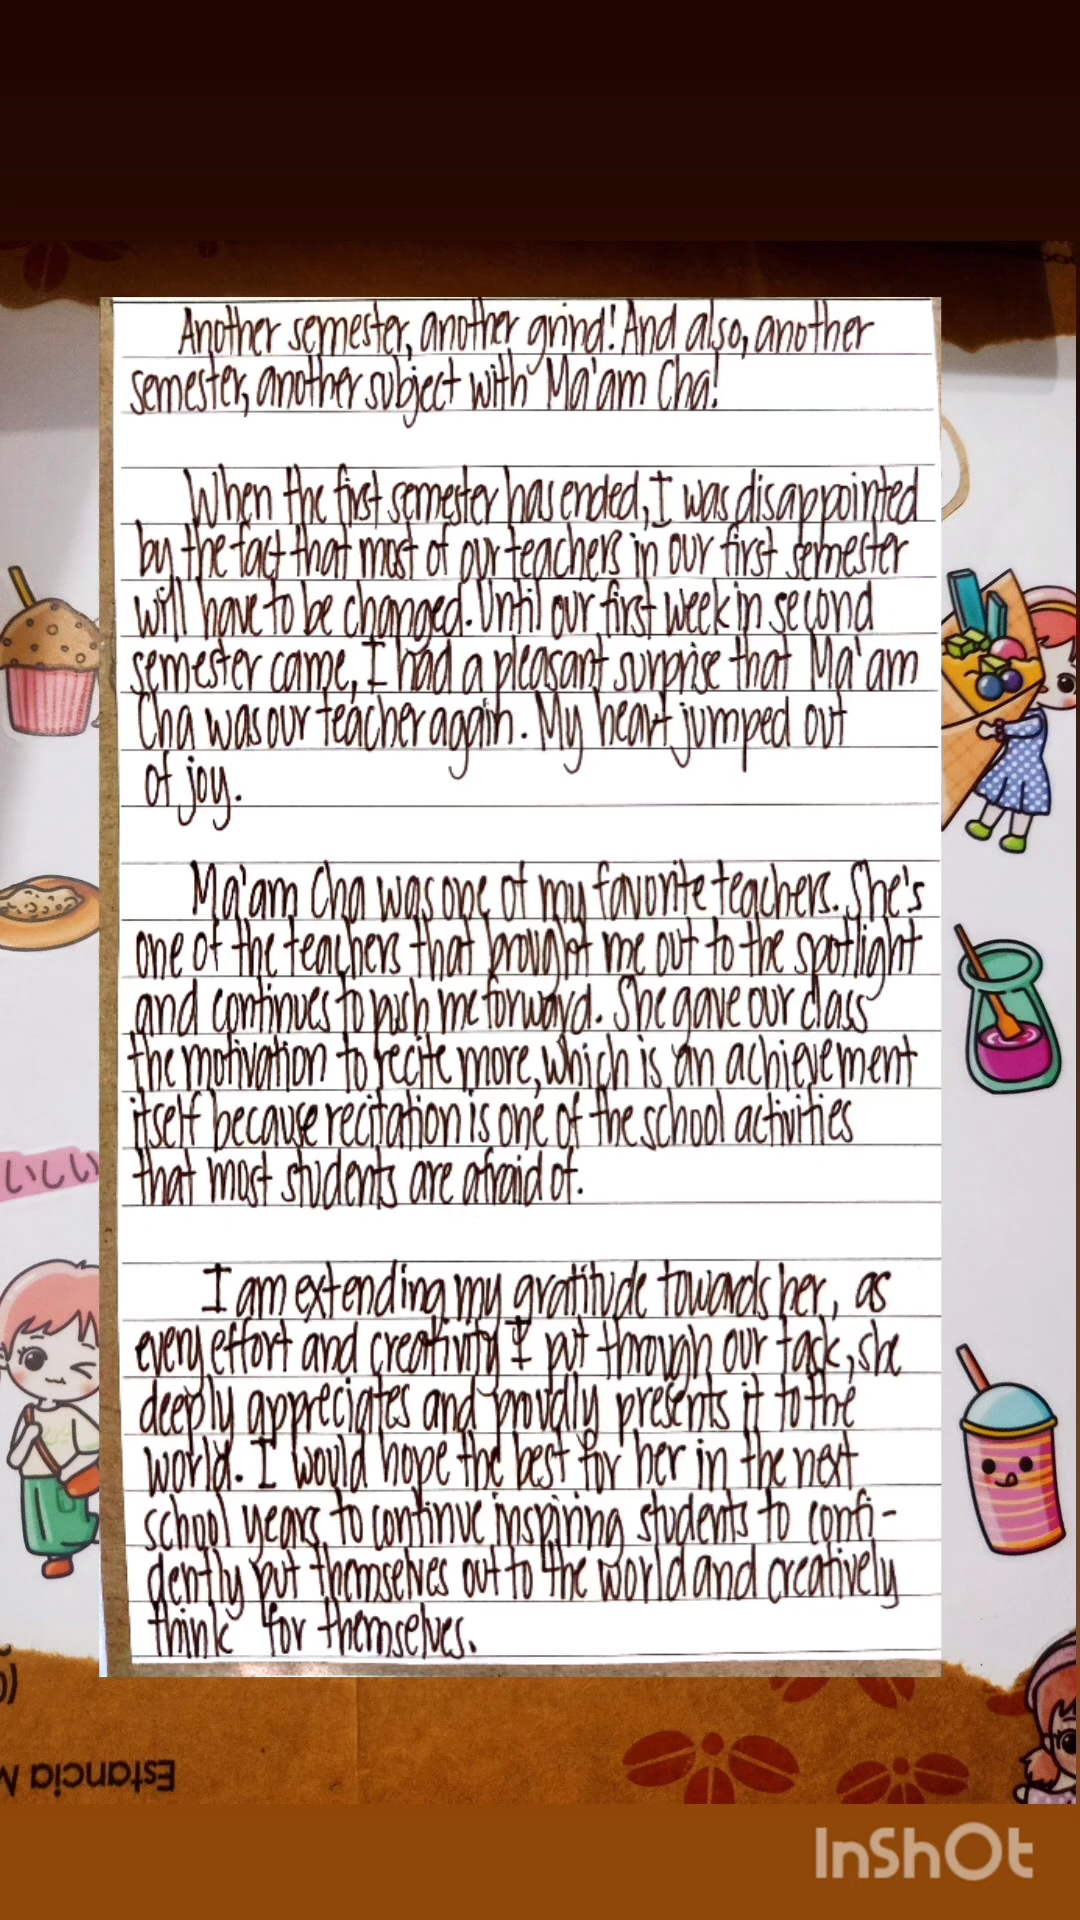 Another semester, another grind! And also, another
semester, another subject with Ma'am Cha!
When the first semester has ended, I was disappointed
by the fact that most of our teachers in our first semester
will have to be changed. Until our first week in second
semester came, I had a pleasant surprise that Ma'am
Cha was our teacher again. My heart jumped out
of joy.
Ma'am Cha was one of my favorite teachers. She's
one of the teachers that brought me out to the spotlight
and continues to push me forward. She gave our class
the motivation to recite more, which is an achievement
itself because recitation is one of the school activities
that most students are afraid of.
I am extending my gratitude towards her, as
every effort and creativity I put through our task, she
deeply appreciates and proudly presents it to the
world. I would hope the best for her in the next
school years to continue inspiring students to confi-
dently put themselves out to the world and creatively
think for themselves.
いしい
Estancia M
InShOt